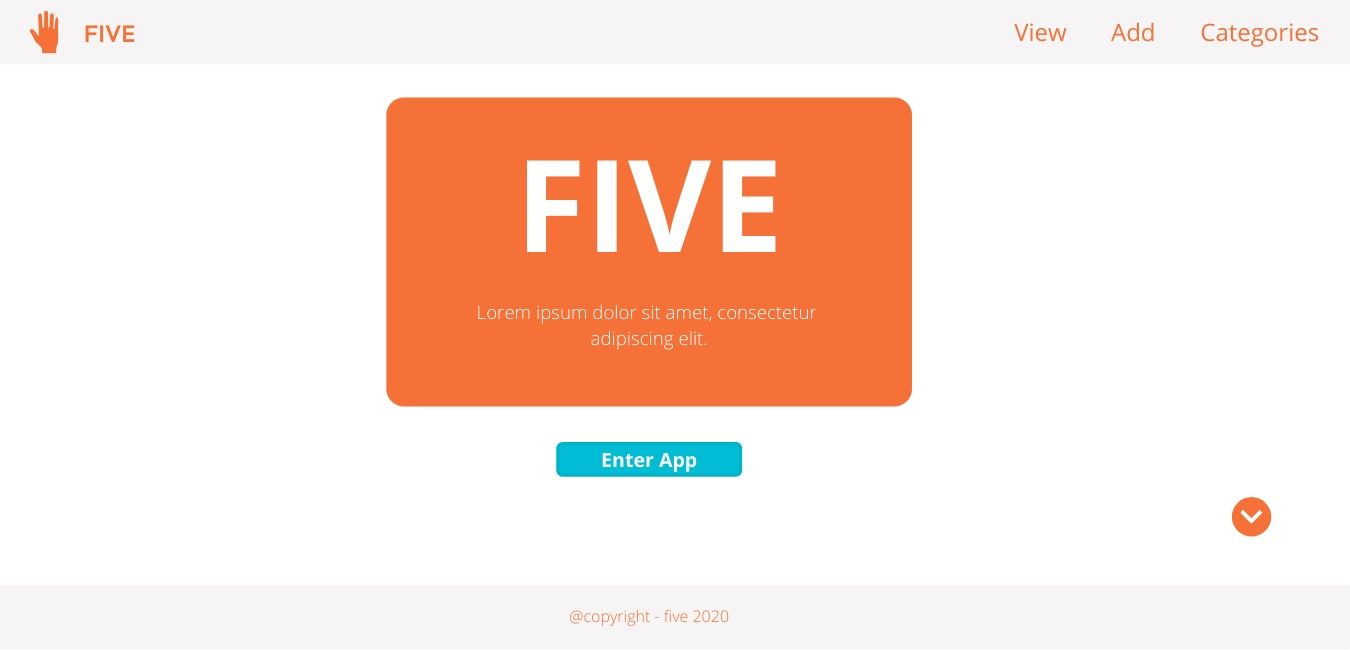 FIVE
View
Add
Categories
FIVE
Lorem ipsum dolor sit amet, consectetur
adipiscing elit.
Enter App
@copyright - five 2020